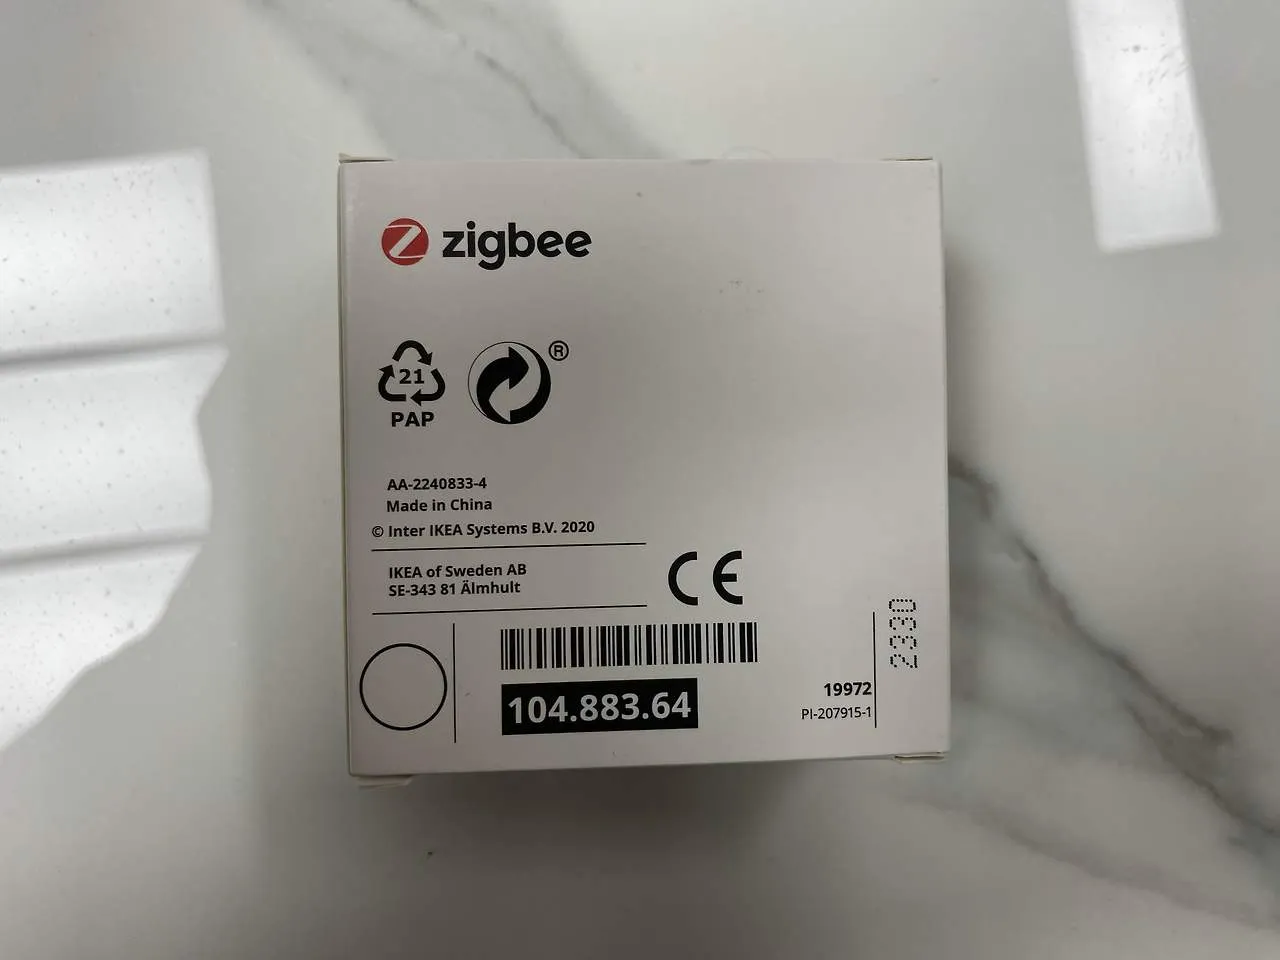 zigbee
®
21
PAP
AA-2240833-4
Made in China
© Inter IKEA Systems B.V. 2020
IKEA of Sweden AB
SE-343 81 Älmhult
CE
104.883.64
19972
PI-207915-1
2330